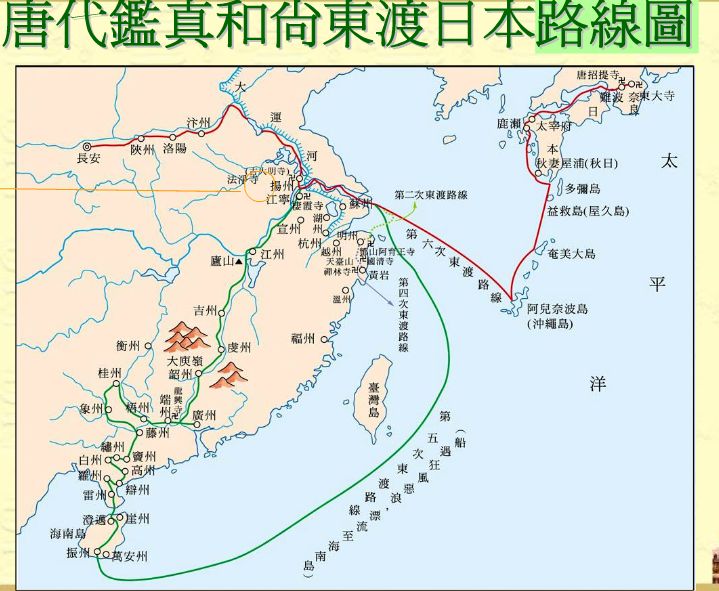 唐代鑑真和尙東渡日本路線圖
唐招提寺
難波
奈良
東大寺
日本
鹿瀨
太宰府
秋妻屋浦(秋日)
多彌島
益救島(屋久島)
奄美大島
阿兒奈波島
(沖繩島)
太平洋
大運河
長安
陝州
洛陽
汴州
(古大明寺)
法淨寺
揚州
江寧
棲霞寺
蘇州
宣州
湖州
杭州
越州
明州
鄮山阿育王寺
天臺山
國清寺
禪林寺
黃岩
溫州
第二次東渡路線
第六次東渡路線
第四次東渡路線
廬山
江州
吉州
虔州
衡州
福州
大庾嶺
韶州
桂州
象州
梧州
端州
龍興寺
廣州
藤州
繡州
白州
竇州
羅州
高州
辯州
雷州
澄邁
崖州
海南島
振州
萬安州
臺灣島
第五次東渡路線
(船遇狂風惡浪，漂流至海南島)